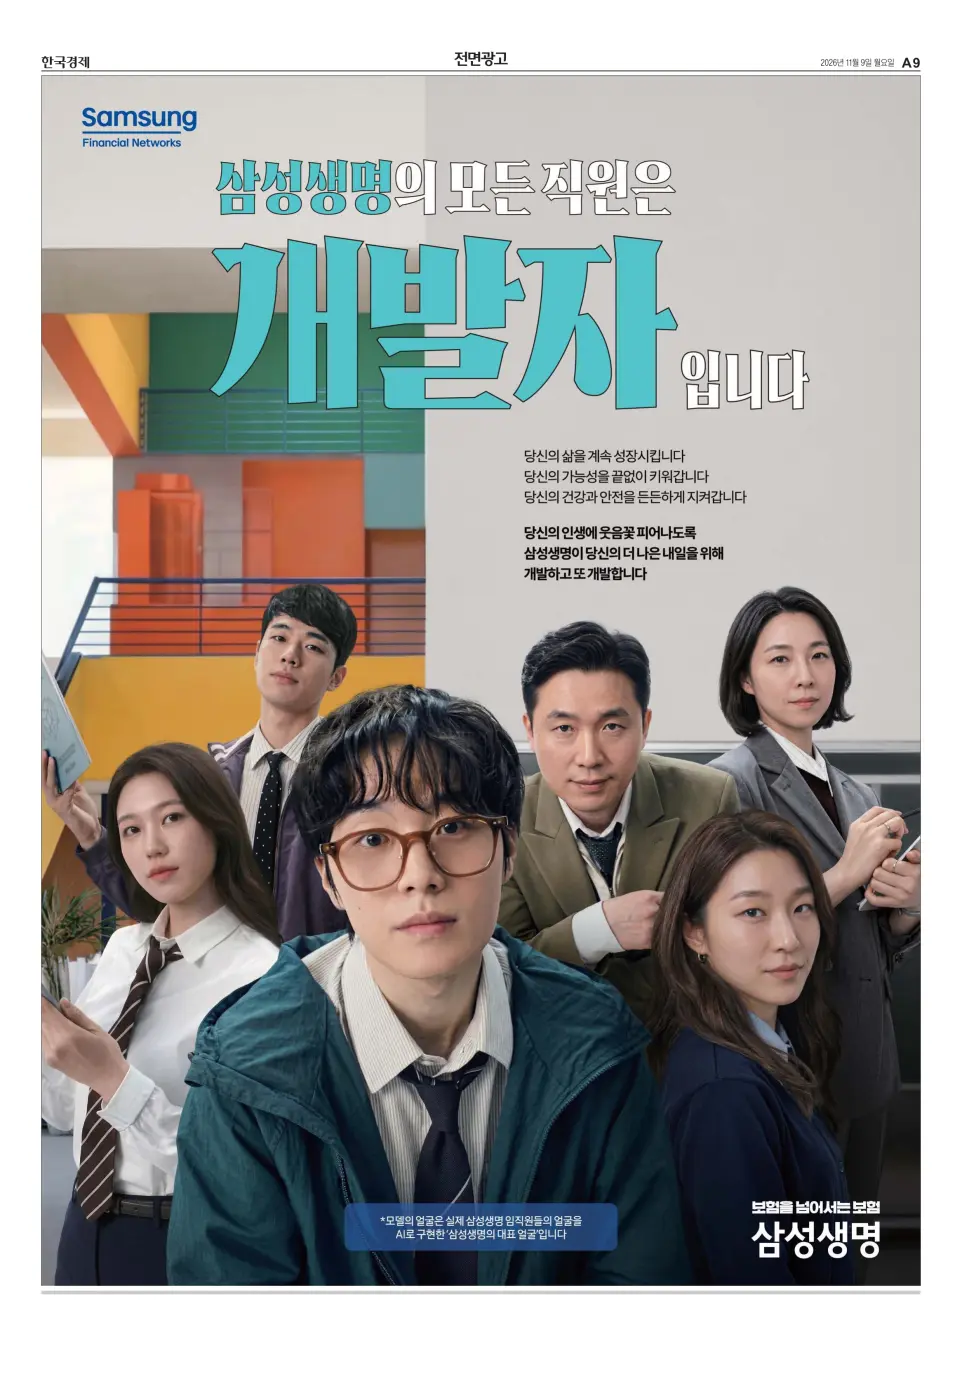 한국경제
전면광고
2026년 11월 9일 월요일 A9
Samsung
Financial Networks
삼성생명의 모든 직원은
개발자입니다
당신의 삶을 계속 성장시킵니다
당신의 가능성을 끝없이 키워갑니다
당신의 건강과 안전을 든든하게 지켜갑니다
당신의 인생에 웃음꽃 피어나도록
삼성생명이 당신의 더 나은 내일을 위해
개발하고 또 개발합니다
*모델의 얼굴은 실제 삼성생명 임직원들의 얼굴을
AI로 구현한 '삼성생명의 대표 얼굴'입니다
보험을 넘어서는 보험
삼성생명